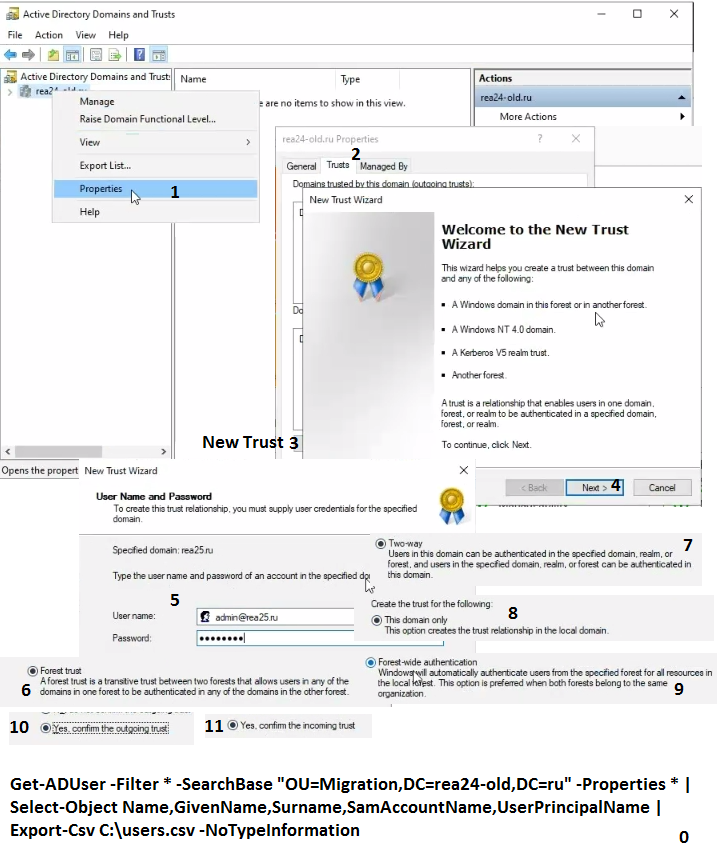 Active Directory Domains and Trusts
File Action View Help
Active Directory Domains and Trust
rea24-old.ru
Name Type
e are no items to show in this view.
Actions
rea24-old.ru
More Actions
Manage
Raise Domain Functional Level...
View
Export List...
Properties 1
Help
rea24-old.ru Properties ? 
2
General Trusts Managed By
Domains trusted by this domain (outgoing trusts):
Do
New Trust Wizard
Welcome to the New Trust
Wizard
This wizard helps you create a trust between this domain
and any of the following:
▪ A Windows domain in this forest or in another forest.
▪ A Windows NT 4.0 domain.
▪ A Kerberos V5 realm trust.
▪ Another forest.
A trust is a relationship that enables users in one domain,
forest, or realm to be authenticated in a specified domain,
forest, or realm.
To continue, click Next.
New Trust 3
< Back Next > 4 Cancel
Opens the propert
New Trust Wizard
User Name and Password
To create this trust relationship, you must supply user credentials for the specified
domain.
Specified domain: rea25.ru
Type the user name and password of an account in the specified do
5
User name: admin@rea25.ru
Password: ●●●●●●●●
6
Forest trust
A forest trust is a transitive trust between two forests that allows users in any of the
domains in one forest to be authenticated in any of the domains in the other forest.
7
Two-way
Users in this domain can be authenticated in the specified domain, realm, or
forest, and users in the specified domain, realm, or forest can be authenticated in
this domain.
Create the trust for the following:
8
This domain only
This option creates the trust relationship in the local domain.
Forest-wide authentication
Windows will automatically authenticate users from the specified forest for all resources in
the local forest. This option is preferred when both forests belong to the same
organization.
9
10 Yes, confirm the outgoing trust
11 Yes, confirm the incoming trust
Get-ADUser -Filter * -SearchBase "OU=Migration,DC=rea24-old,DC=ru" -Properties * |
Select-Object Name,GivenName,Surname,SamAccountName,UserPrincipalName |
Export-Csv C:\users.csv -NoTypeInformation
0